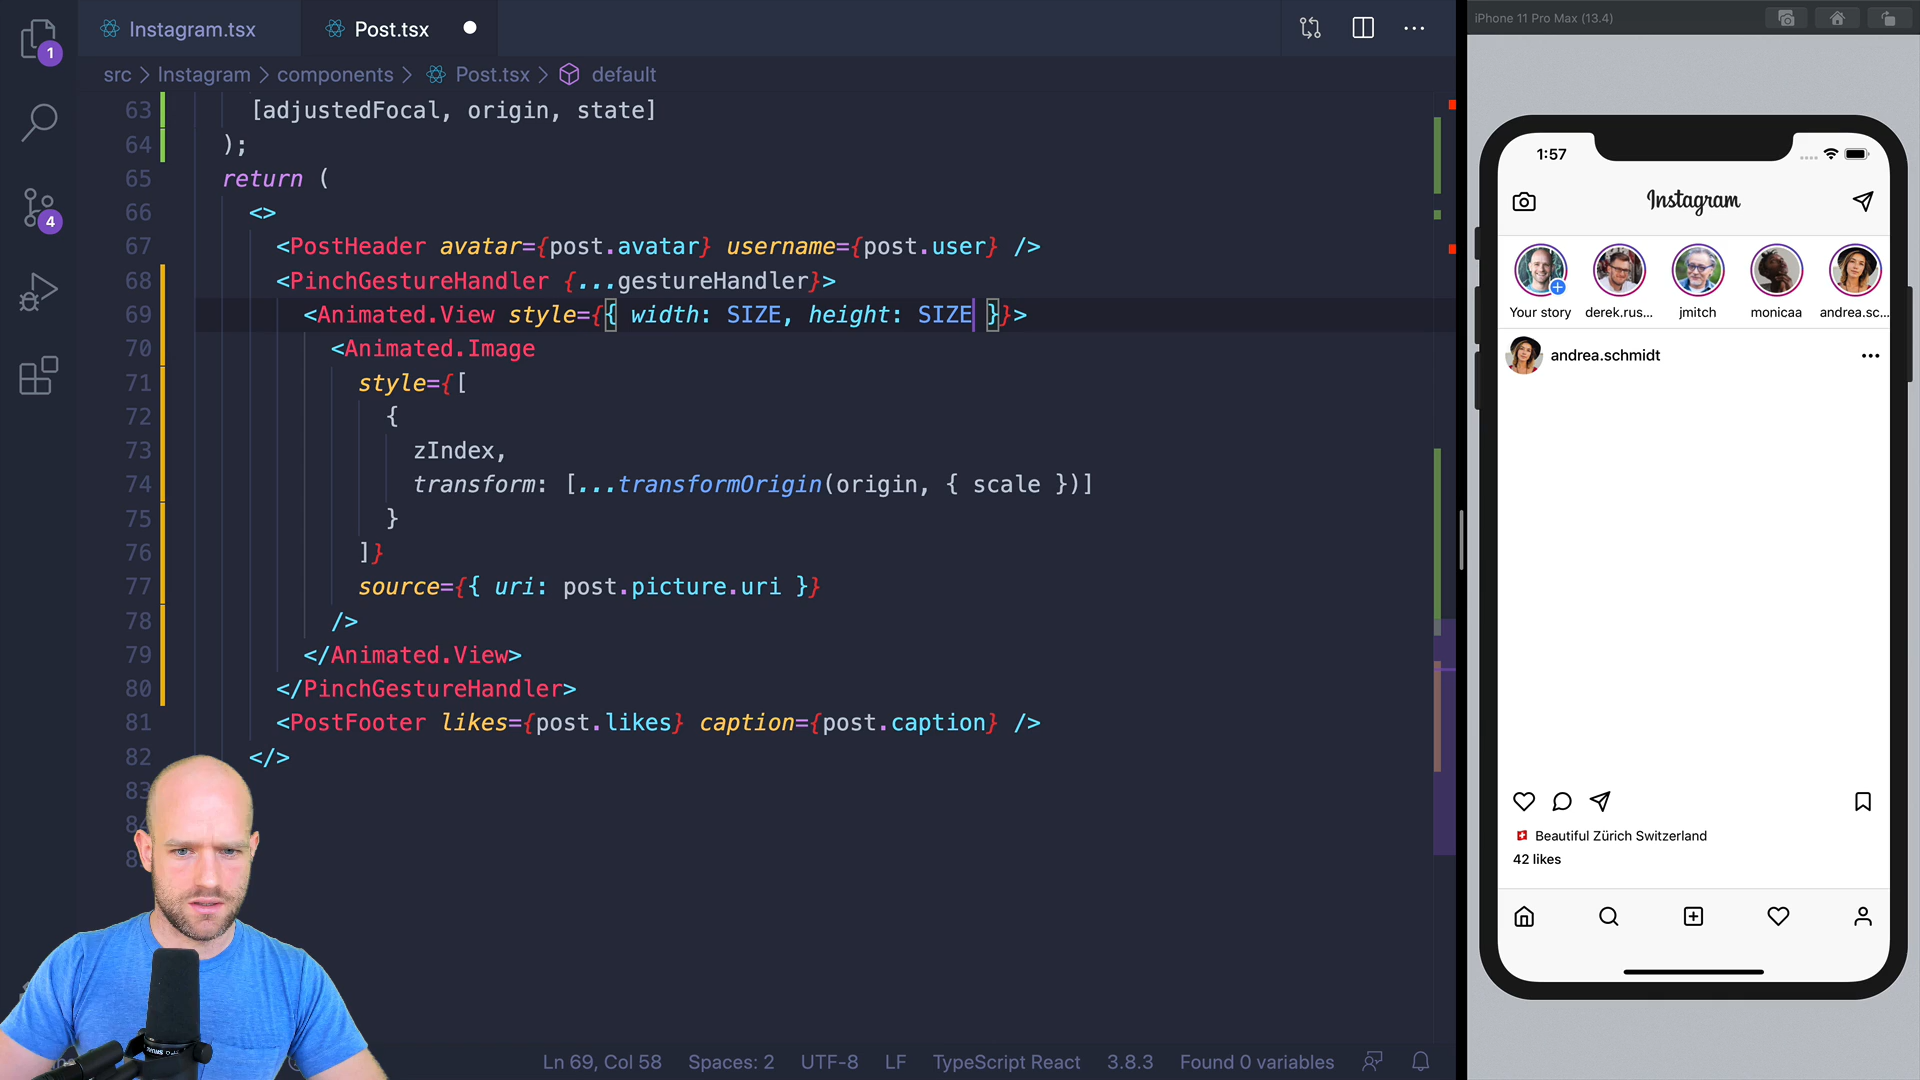 Instagram.tsx
Post.tsx
iPhone 11 Pro Max (13.4)
1
src > Instagram > components > Post.tsx > default
63 [adjustedFocal, origin, state]
64 );
65 return (
66 <>
67 <PostHeader avatar={post.avatar} username={post.user} />
68 <PinchGestureHandler {...gestureHandler}>
69 <Animated.View style={{ width: SIZE, height: SIZE }}>
70 <Animated.Image
71 style={[
72 {
73 zIndex,
74 transform: [...transformOrigin(origin, { scale })]
75 }
76 ]}
77 source={{ uri: post.picture.uri }}
78 />
79 </Animated.View>
80 </PinchGestureHandler>
81 <PostFooter likes={post.likes} caption={post.caption} />
82 </>
83
4
Ln 69, Col 58
Spaces: 2
UTF-8
LF
TypeScript React
3.8.3
Found 0 variables
1:57
Instagram
Your story
derek.rus...
jmitch
monicaa
andrea.sc...
andrea.schmidt
Beautiful Zürich Switzerland
42 likes